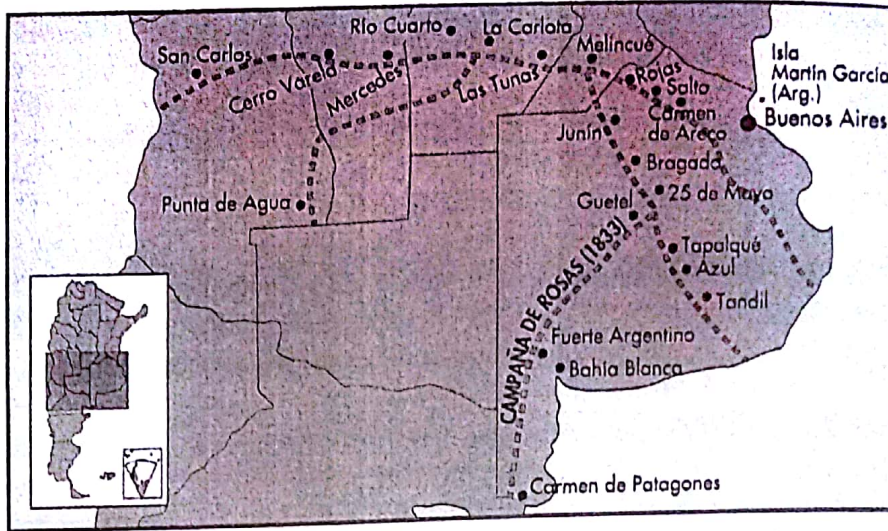 Río Cuarto
La Carlota
San Carlos
Melincué
Isla
Martín García
(Arg.)
Cerro Varela
Mercedes
Las Tunas
Rojas
Salto
Buenos Aires
Junín
Carmen
de Areco
Bragado
Punta de Agua
Guetel
25 de Mayo
CAMPAÑA DE ROSAS (1833)
Tapalqué
Azul
Tandil
Fuerte Argentino
Bahía Blanca
Carmen de Patagones